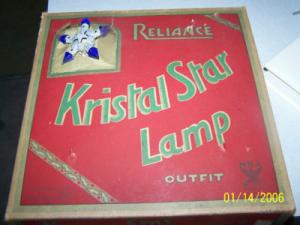 RELIANCE
Kristal Star
Lamp
OUTFIT
01/14/2006